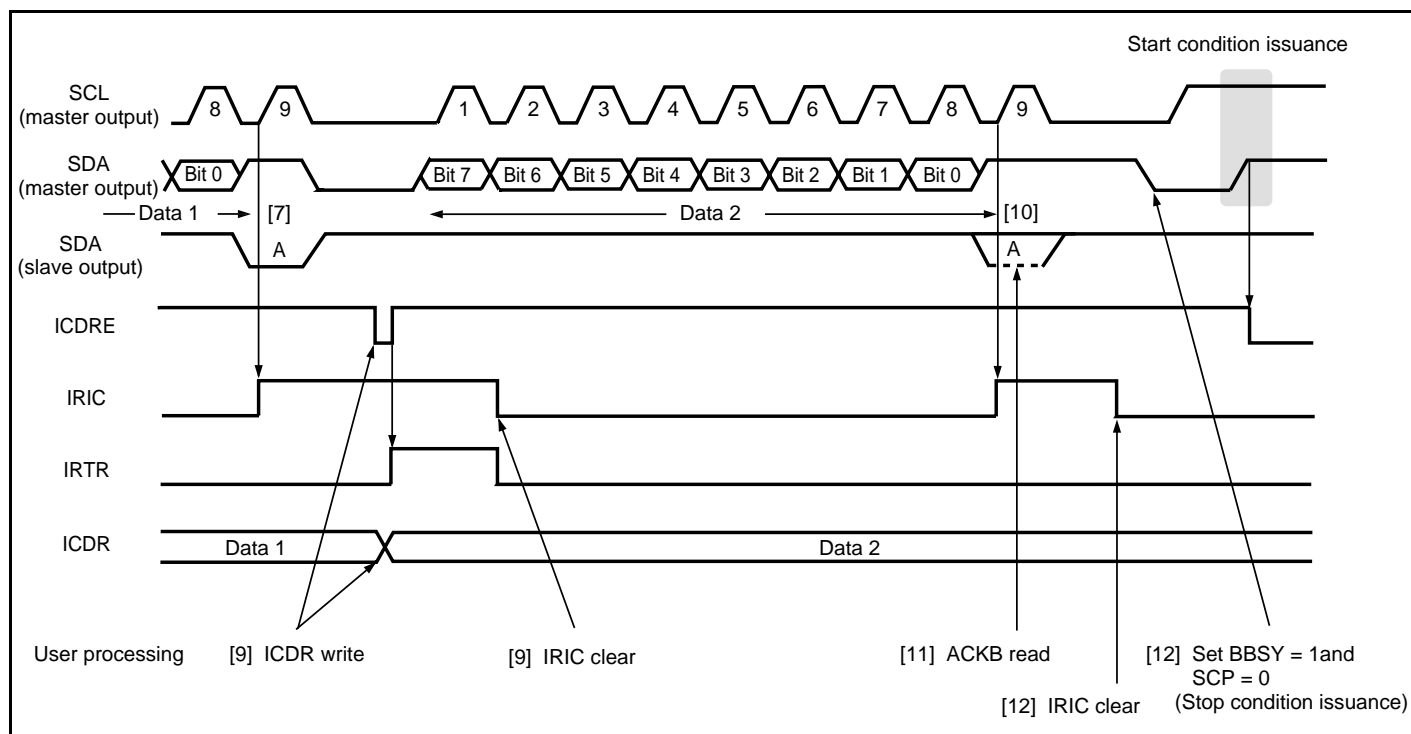 Start condition issuance
SCL
(master output)
8 9 1 2 3 4 5 6 7 8 9
SDA
(master output)
Bit 0 Bit 7 Bit 6 Bit 5 Bit 4 Bit 3 Bit 2 Bit 1 Bit 0
Data 1 [7] Data 2 [10]
SDA
(slave output)
A A
ICDRE
IRIC
IRTR
ICDR
Data 1 Data 2
User processing [9] ICDR write [9] IRIC clear [11] ACKB read [12] Set BBSY = 1and
SCP = 0
(Stop condition issuance)
[12] IRIC clear